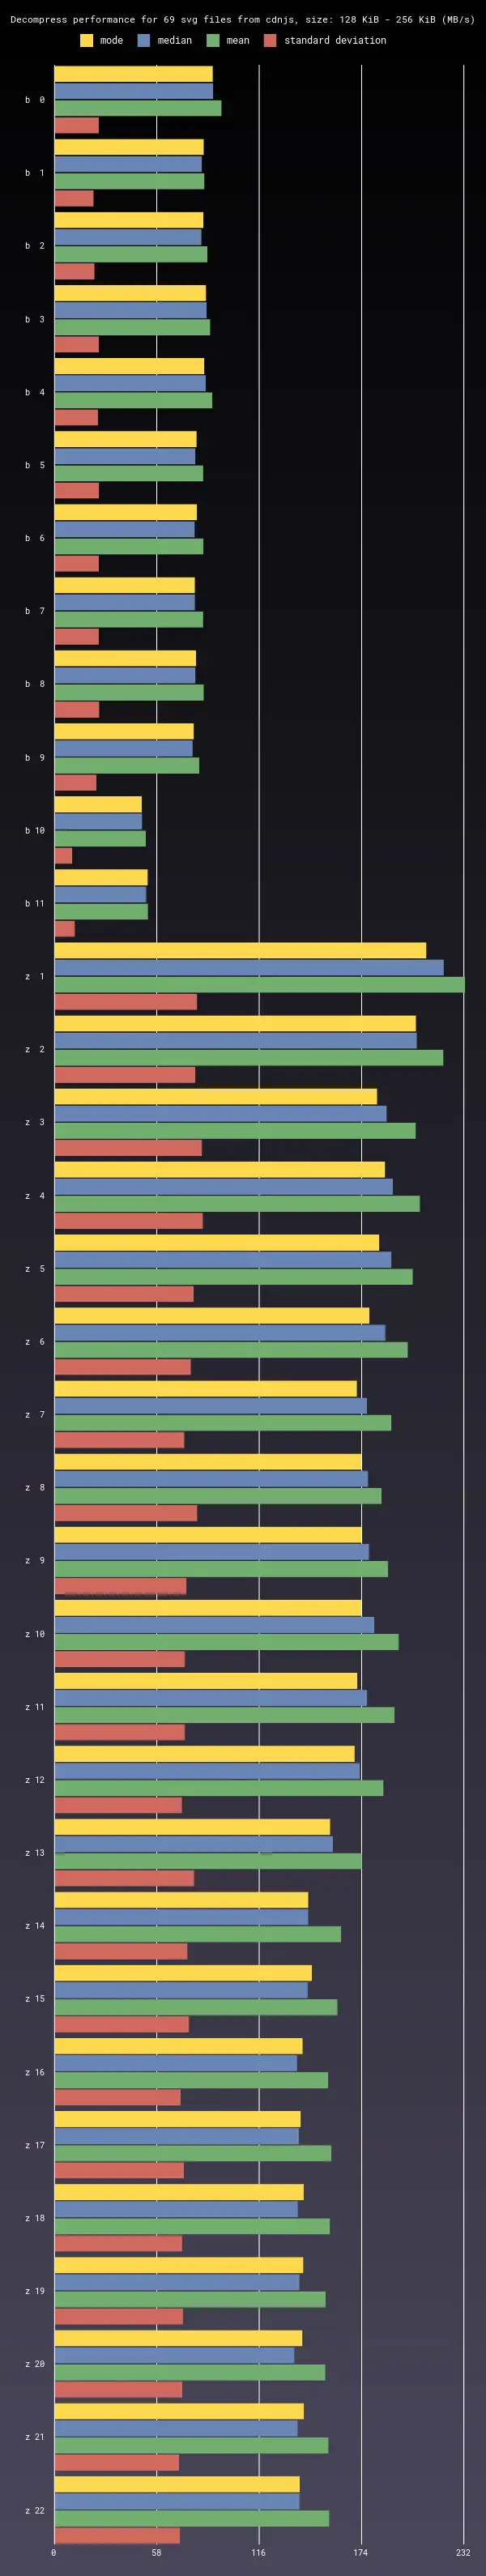 Decompress performance for 69 svg files from cdnjs, size: 128 KiB - 256 KiB (MB/s)
mode median mean standard deviation
b 0
b 1
b 2
b 3
b 4
b 5
b 6
b 7
b 8
b 9
b 10
b 11
z 1
z 2
z 3
z 4
z 5
z 6
z 7
z 8
z 9
z 10
z 11
z 12
z 13
z 14
z 15
z 16
z 17
z 18
z 19
z 20
z 21
z 22
0 58 116 174 232